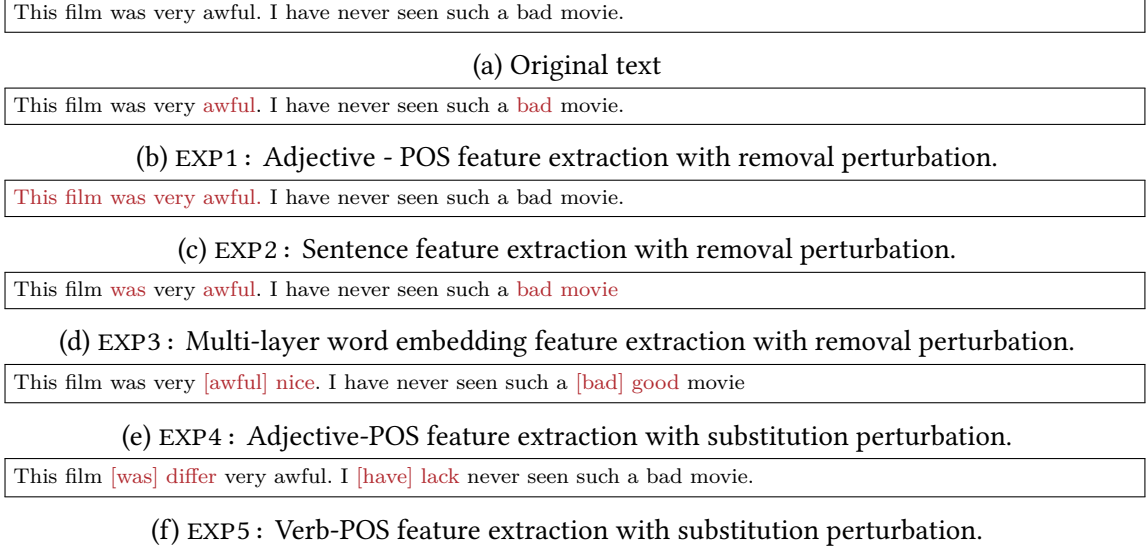 This film was very awful. I have never seen such a bad movie.
(a) Original text
This film was very awful. I have never seen such a bad movie.
(b) EXP1: Adjective - POS feature extraction with removal perturbation.
This film was very awful. I have never seen such a bad movie.
(c) EXP2: Sentence feature extraction with removal perturbation.
This film was very awful. I have never seen such a bad movie
(d) EXP3: Multi-layer word embedding feature extraction with removal perturbation.
This film was very [awful] nice. I have never seen such a [bad] good movie
(e) EXP4: Adjective-POS feature extraction with substitution perturbation.
This film [was] differ very awful. I [have] lack never seen such a bad movie.
(f) EXP5: Verb-POS feature extraction with substitution perturbation.